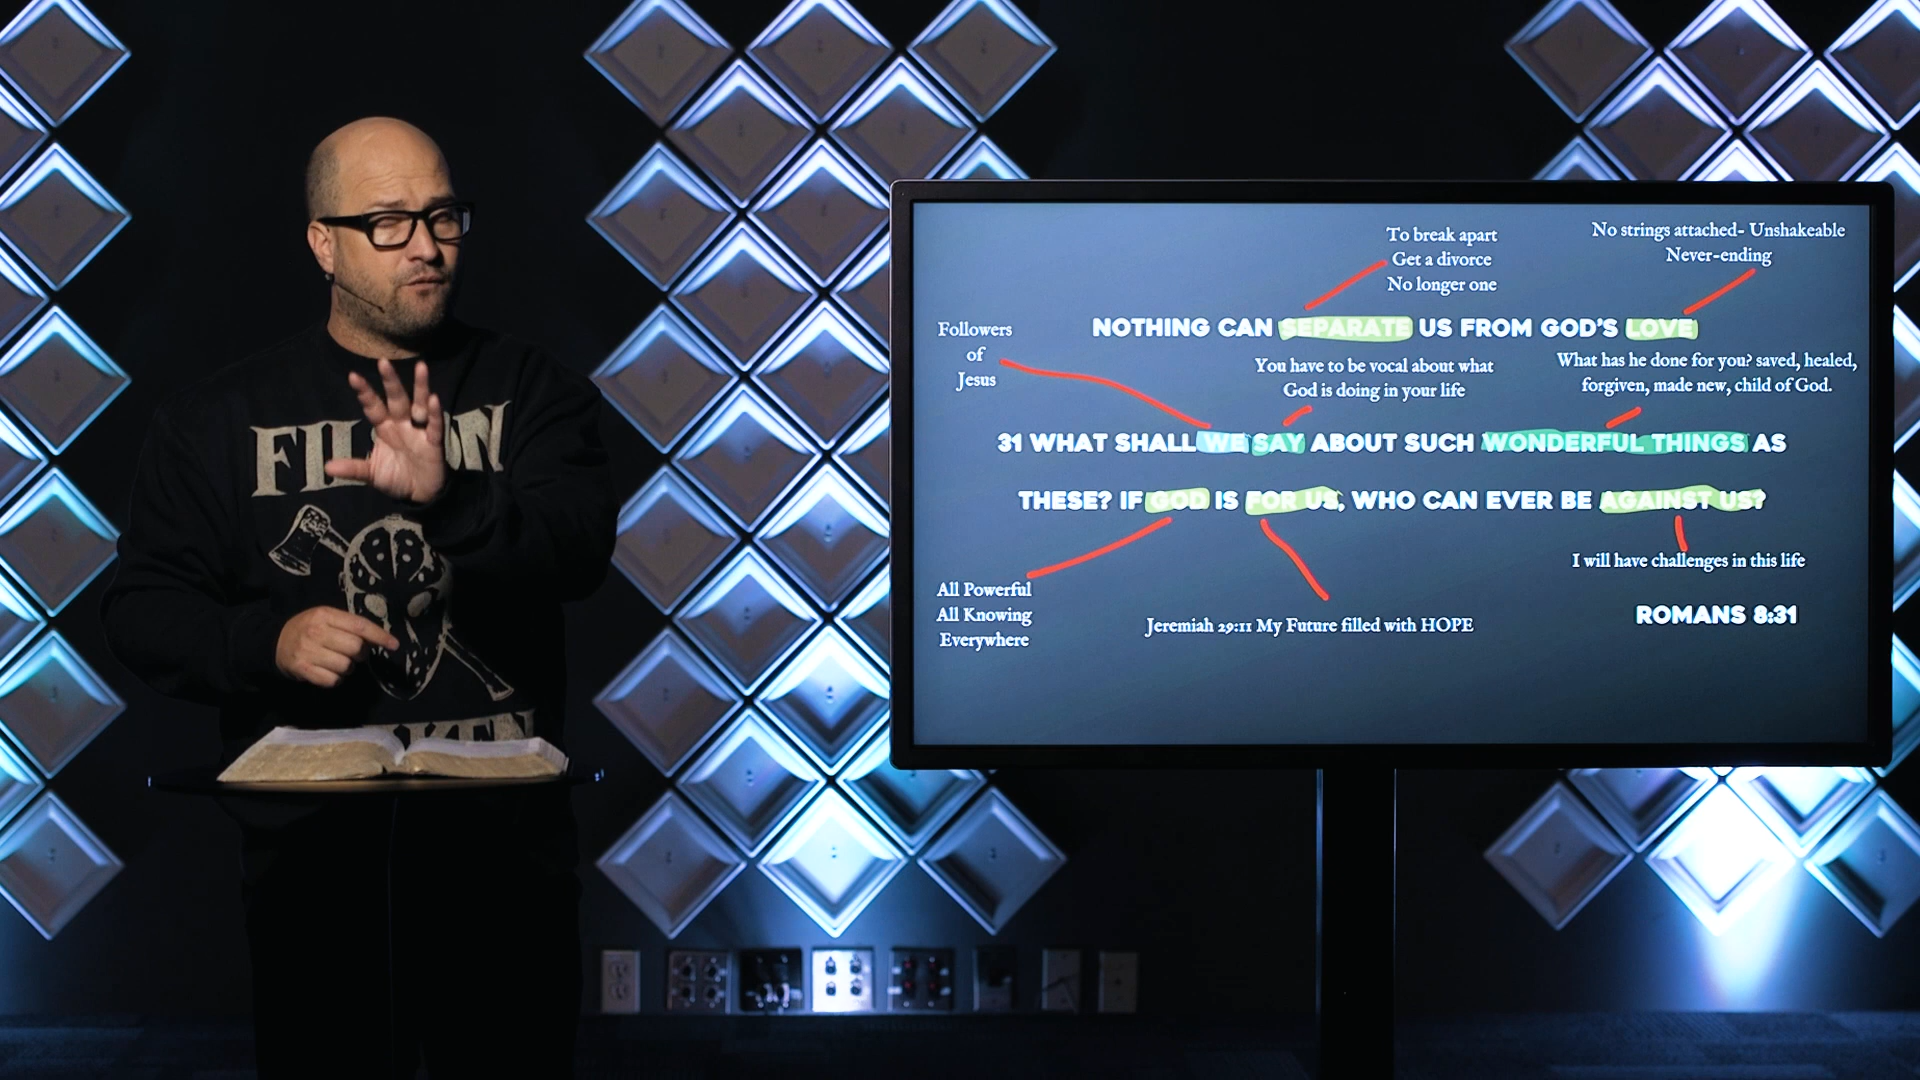 To break apart
Get a divorce
No longer one
No strings attached- Unshakeable
Never-ending
NOTHING CAN SEPARATE US FROM GOD'S LOVE
Followers
of
Jesus
You have to be vocal about what
God is doing in your life
What has he done for you? saved, healed,
forgiven, made new, child of God.
31 WHAT SHALL WE SAY ABOUT SUCH WONDERFUL THINGS AS
THESE? IF GOD IS FOR US, WHO CAN EVER BE AGAINST US?
I will have challenges in this life
All Powerful
All Knowing
Everywhere
Jeremiah 29:11 My Future filled with HOPE
ROMANS 8:31